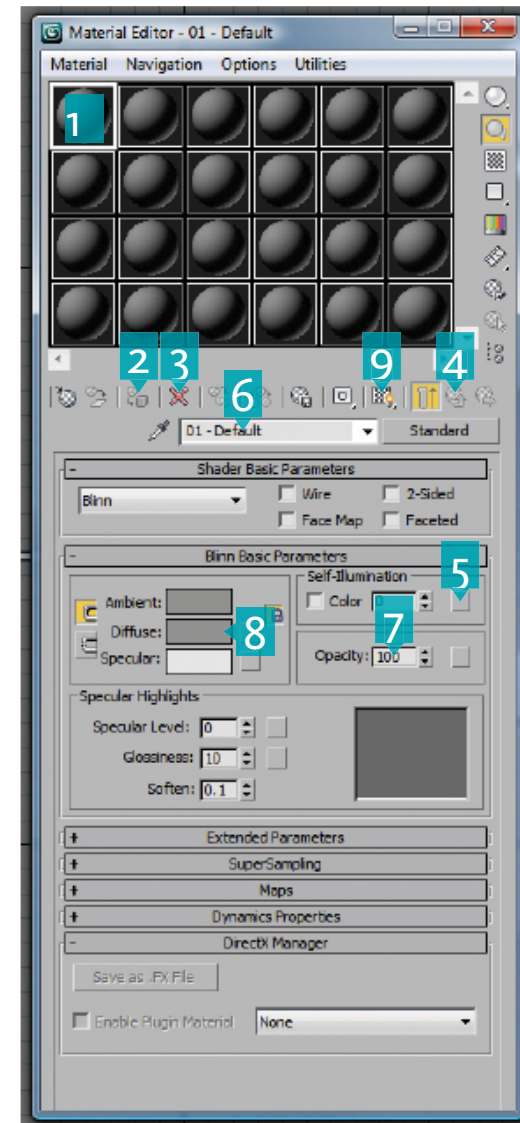 Material Editor - 01 - Default
Material Navigation Options Utilities
1
2 3 9 4
6
01 - Default Standard
Shader Basic Parameters
Blinn Wire 2-Sided
Face Map Faceted
Blinn Basic Parameters
Self-Illumination
5
Ambient: Color
Diffuse: 8 7
Specular: Opacity: 100
Specular Highlights
Specular Level: 0
Glossiness: 10
Soften: 0.1
+ Extended Parameters
+ SuperSampling
+ Maps
+ Dynamics Properties
- DirectX Manager
Save as .FX File
Enable Plugin Material None